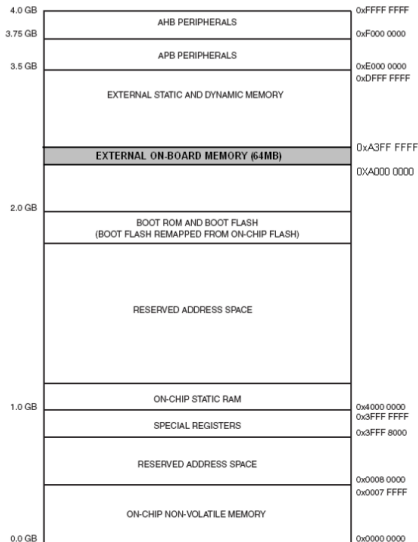 4.0 GB
0xFFFF FFFF
AHB PERIPHERALS
3.75 GB
0xF000 0000
APB PERIPHERALS
3.5 GB
0xE000 0000
0xDFFF FFFF
EXTERNAL STATIC AND DYNAMIC MEMORY
0xA3FF FFFF
EXTERNAL ON-BOARD MEMORY (64MB)
0XA000 0000
2.0 GB
BOOT ROM AND BOOT FLASH
(BOOT FLASH REMAPPED FROM ON-CHIP FLASH)
RESERVED ADDRESS SPACE
ON-CHIP STATIC RAM
1.0 GB
0x4000 0000
0x3FFF FFFF
SPECIAL REGISTERS
0x3FFF 8000
RESERVED ADDRESS SPACE
0x0008 0000
0x0007 FFFF
ON-CHIP NON-VOLATILE MEMORY
0.0 GB
0x0000 0000